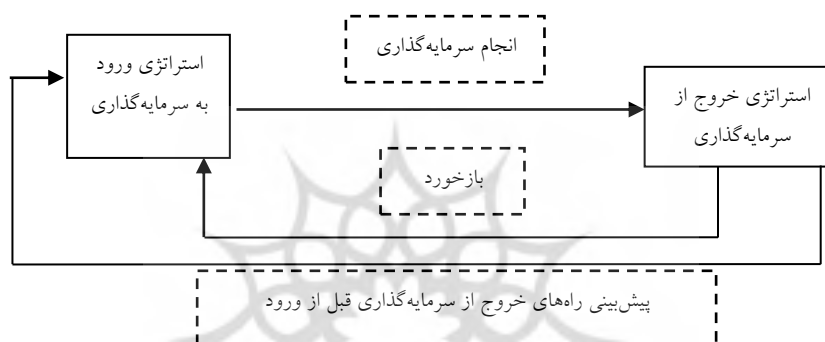 انجام سرمایه‌گذاری
استراتژی ورود
به سرمایه‌گذاری
استراتژی خروج از
سرمایه‌گذاری
بازخورد
پیش‌بینی راه‌های خروج از سرمایه‌گذاری قبل از ورود